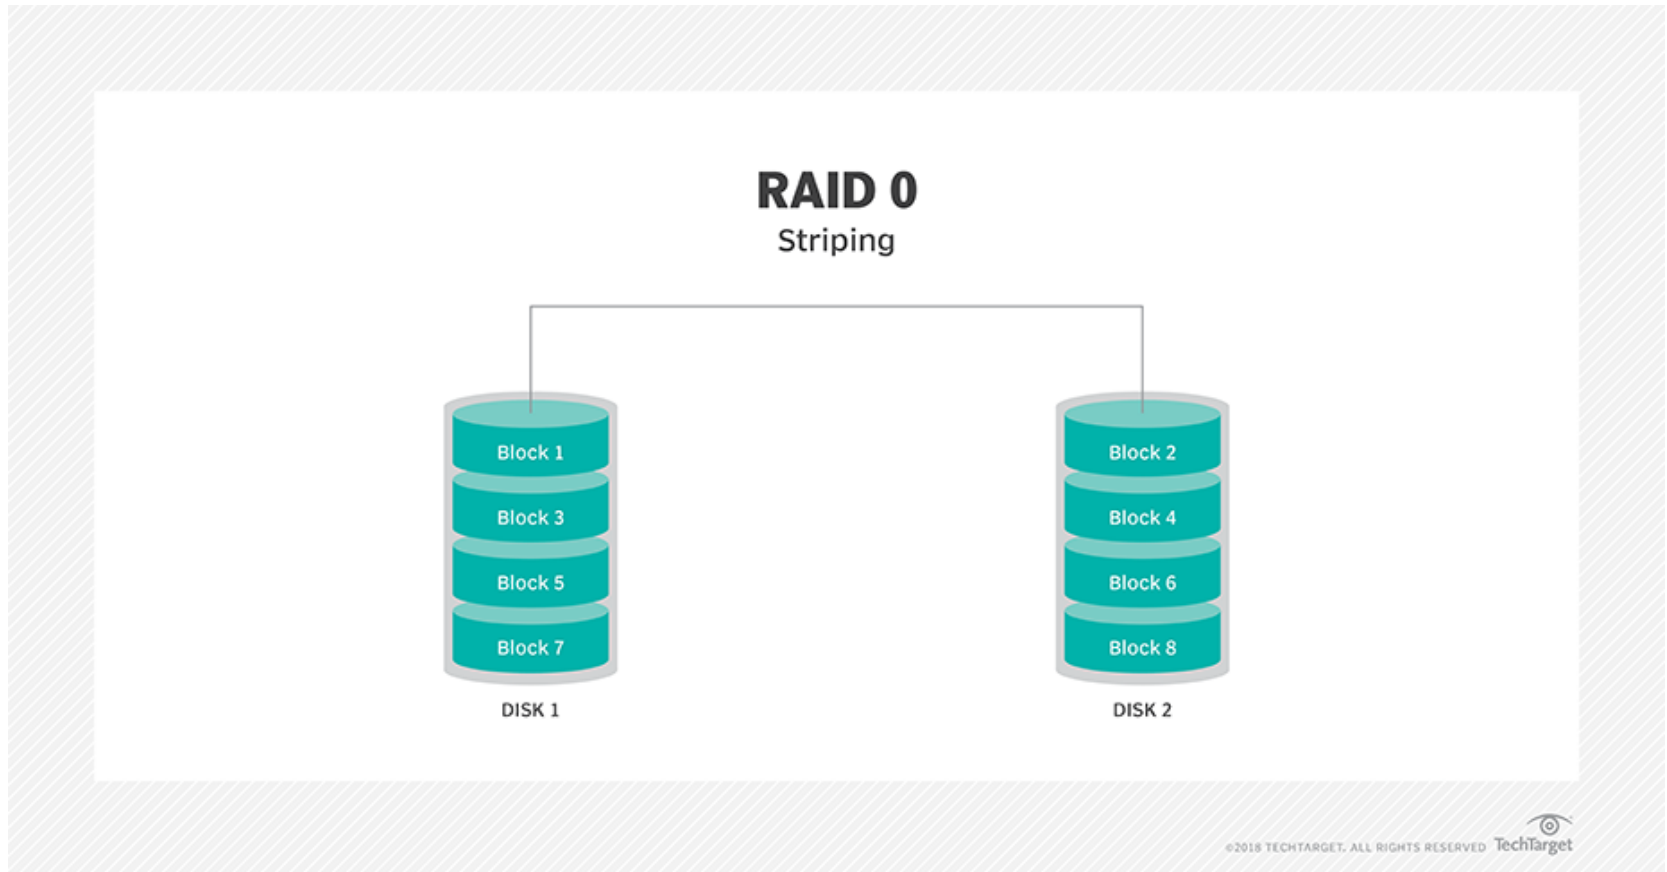 RAID 0
Striping
Block 1
Block 3
Block 5
Block 7
DISK 1
Block 2
Block 4
Block 6
Block 8
DISK 2
©2018 TECHTARGET. ALL RIGHTS RESERVED TechTarget